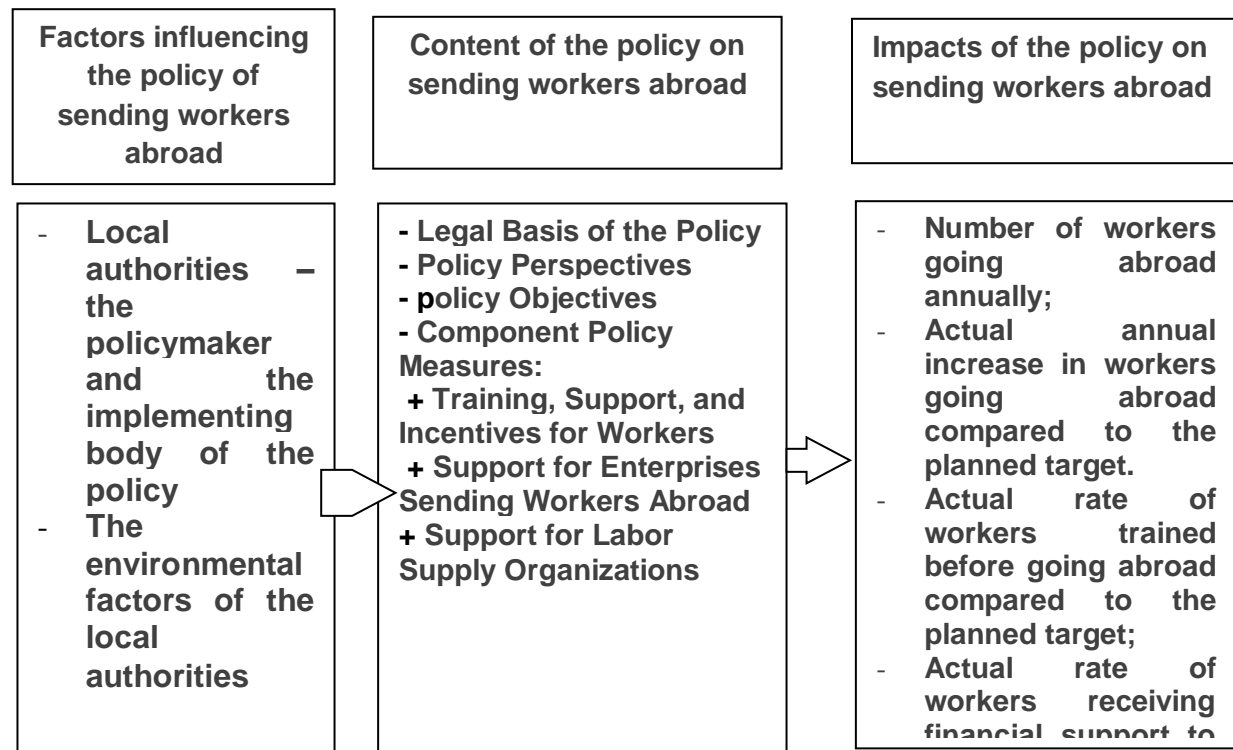 Factors influencing
the policy of
sending workers
abroad
Content of the policy on
sending workers abroad
Impacts of the policy on
sending workers abroad
- Local
authorities –
the
policymaker
and the
implementing
body of the
policy
- The
environmental
factors of the
local
authorities
- Legal Basis of the Policy
- Policy Perspectives
- policy Objectives
- Component Policy
Measures:
+ Training, Support, and
Incentives for Workers
+ Support for Enterprises
Sending Workers Abroad
+ Support for Labor
Supply Organizations
- Number of workers
going abroad
annually;
- Actual annual
increase in workers
going abroad
compared to the
planned target.
- Actual rate of
workers trained
before going abroad
compared to the
planned target;
- Actual rate of
workers receiving
financial support to